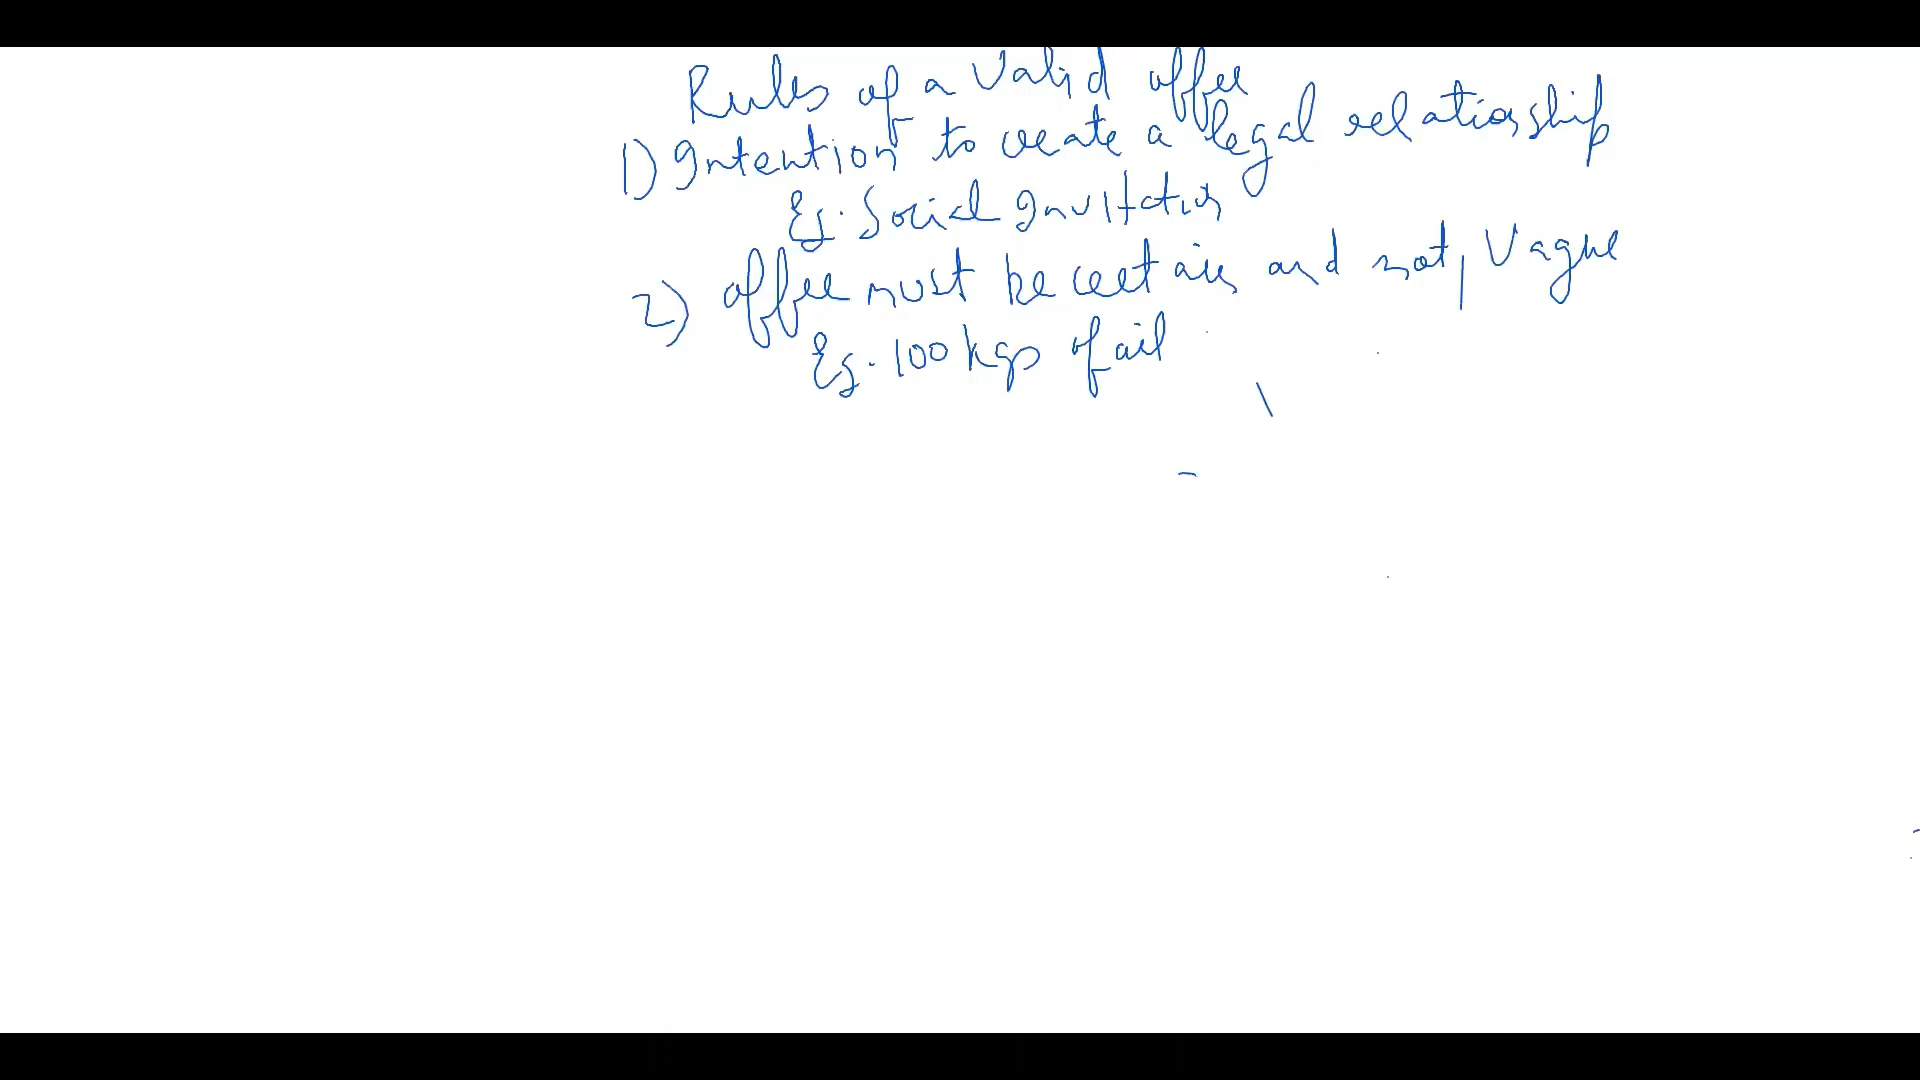 Rules of a Valid offer
1) Intention to create a legal relationship
Eg. Social Invitation
2) offer must be certain and not, Vague
Eg. 100 kgs of oil